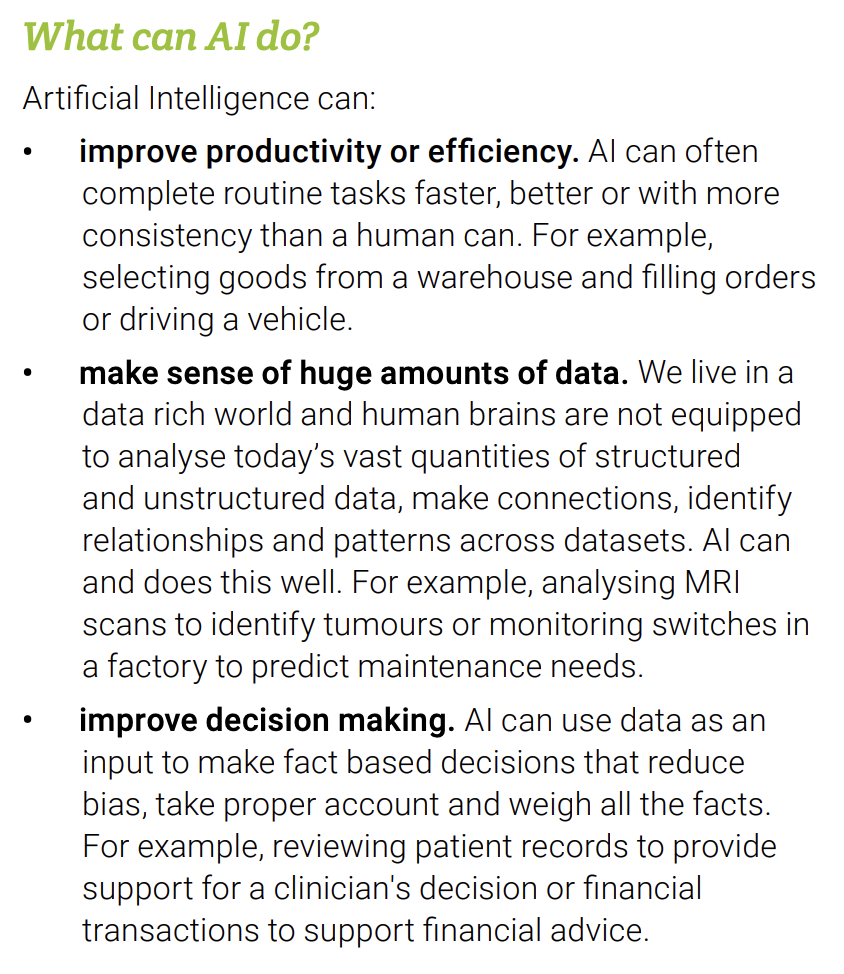 What can AI do?
Artificial Intelligence can:
• improve productivity or efficiency. AI can often
complete routine tasks faster, better or with more
consistency than a human can. For example,
selecting goods from a warehouse and filling orders
or driving a vehicle.
• make sense of huge amounts of data. We live in a
data rich world and human brains are not equipped
to analyse today’s vast quantities of structured
and unstructured data, make connections, identify
relationships and patterns across datasets. AI can
and does this well. For example, analysing MRI
scans to identify tumours or monitoring switches in
a factory to predict maintenance needs.
• improve decision making. AI can use data as an
input to make fact based decisions that reduce
bias, take proper account and weigh all the facts.
For example, reviewing patient records to provide
support for a clinician's decision or financial
transactions to support financial advice.